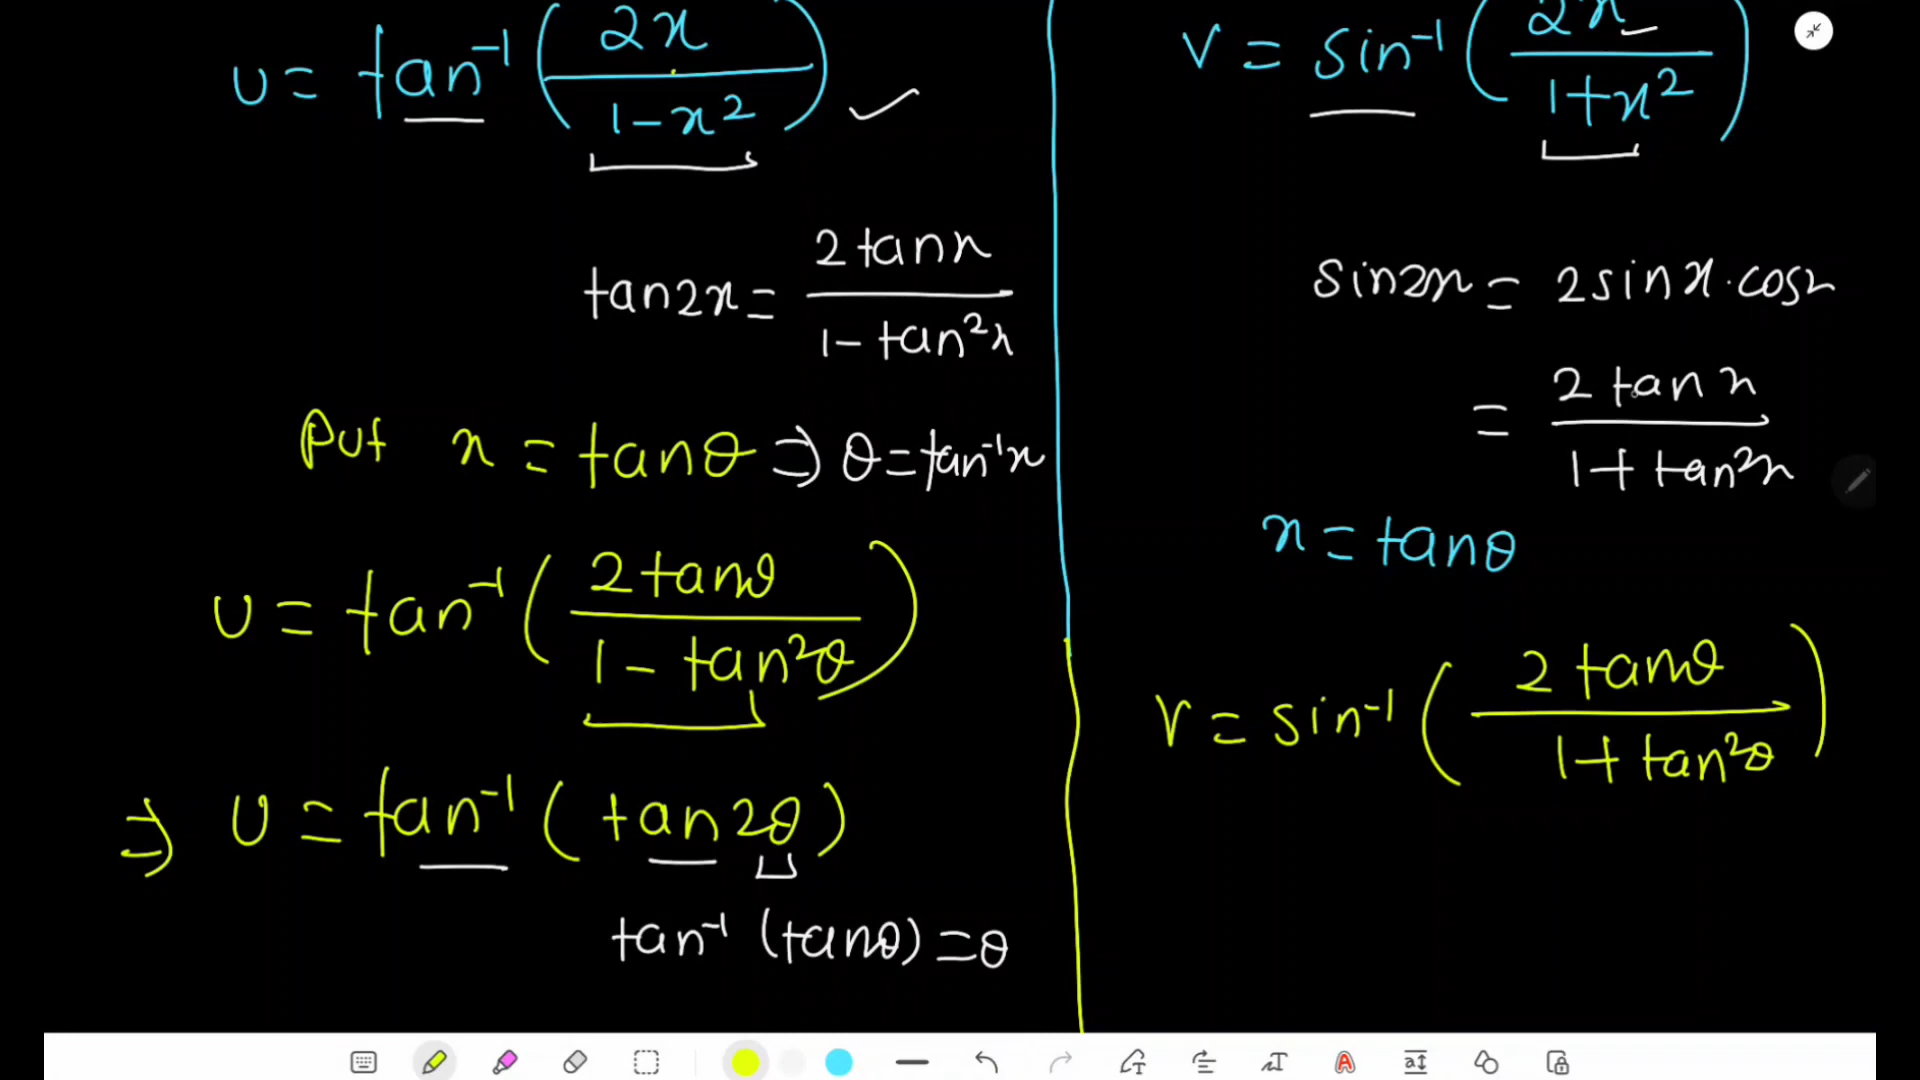 u = tan⁻¹ (2x / 1-x²)
tan2x = 2tanx / 1-tan²x
Put x = tanθ ⇒ θ = tan⁻¹x
u = tan⁻¹ (2tanθ / 1-tan²θ)
⇒ u = tan⁻¹ (tan2θ)
tan⁻¹ (tanθ) = θ
v = sin⁻¹ (2x / 1+x²)
sin2x = 2sinx.cosx
= 2tanx / 1+tan²x
x = tanθ
v = sin⁻¹ (2tanθ / 1+tan²θ)